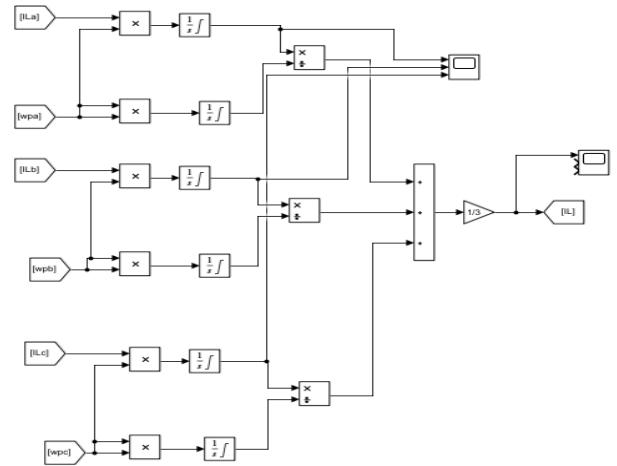 [ILa]
×
1/s ∫
×
÷
[wpa]
×
1/s ∫
[ILb]
×
1/s ∫
×
÷
+
+
+
1/3
[IL]
[wpb]
×
1/s ∫
[ILc]
×
1/s ∫
×
÷
[wpc]
×
1/s ∫